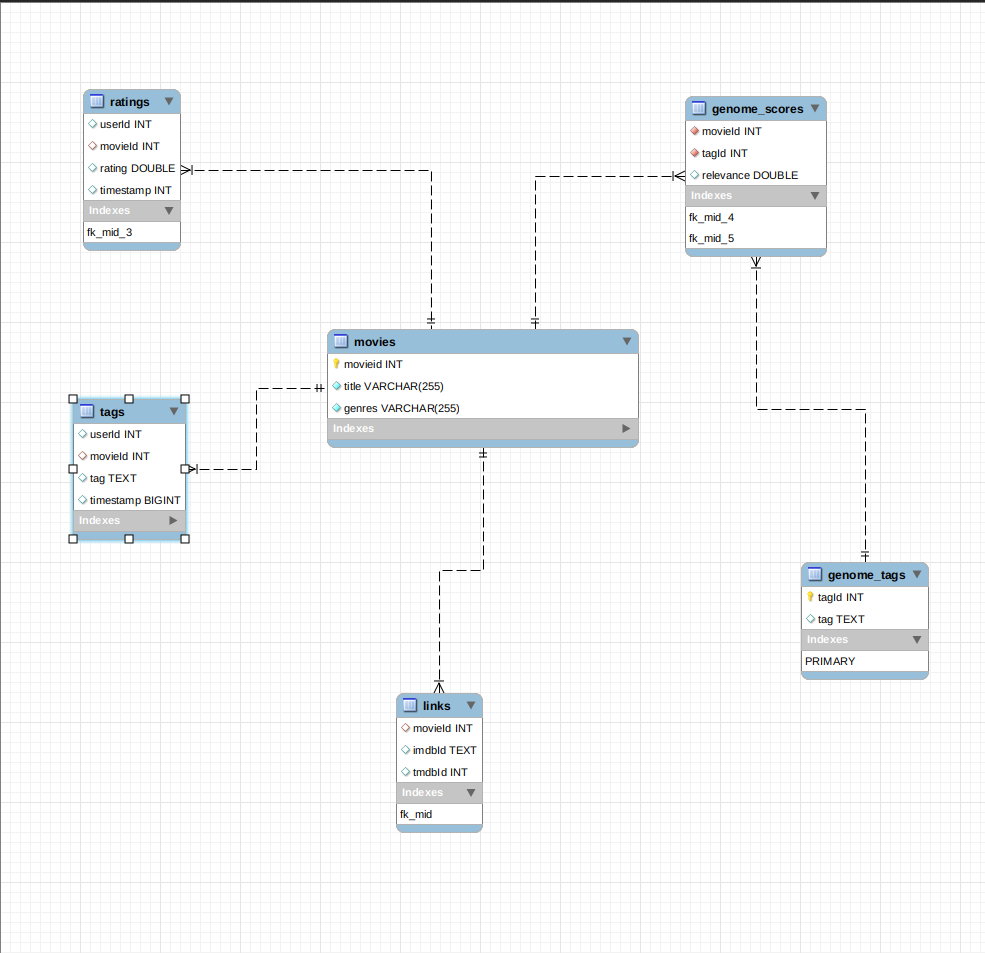 ratings
userId INT
movieId INT
rating DOUBLE
timestamp INT
Indexes
fk_mid_3
genome_scores
movieId INT
tagId INT
relevance DOUBLE
Indexes
fk_mid_4
fk_mid_5
movies
movieid INT
title VARCHAR(255)
genres VARCHAR(255)
Indexes
tags
userId INT
movieId INT
tag TEXT
timestamp BIGINT
Indexes
genome_tags
tagId INT
tag TEXT
Indexes
PRIMARY
links
movieId INT
imdbId TEXT
tmdbId INT
Indexes
fk_mid